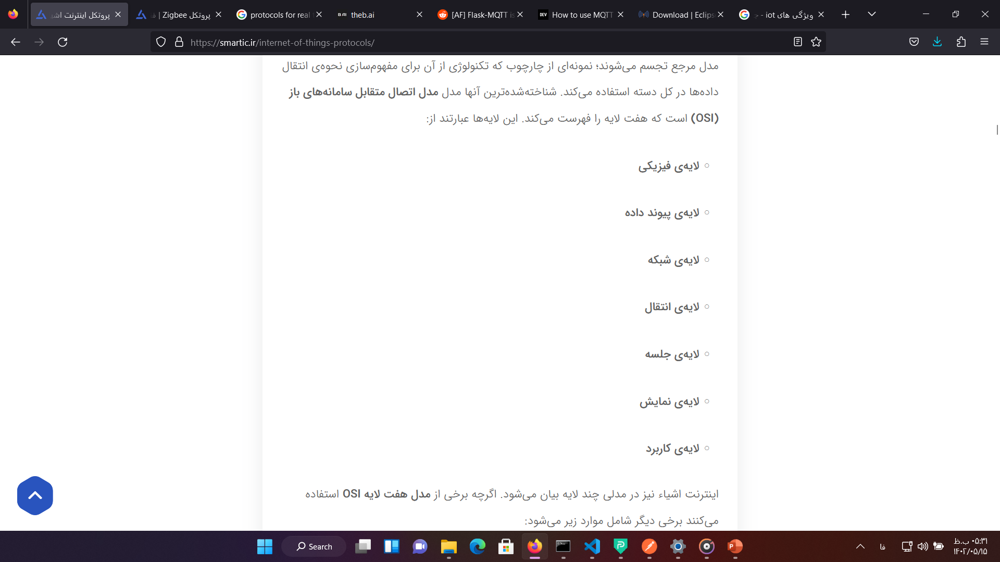 پروتکل اینترنت اشی
پروتکل Zigbee | ف
protocols for real
theb.ai
[AF] Flask-MQTT is
How to use MQTT
Download | Eclips
ویژگی های iot - ج
https://smartic.ir/internet-of-things-protocols/
مدل مرجع تجسم می‌شوند؛ نمونه‌ای از چارچوب که تکنولوژی از آن برای مفهوم‌سازی نحوه‌ی انتقال
داده‌ها در کل دسته استفاده می‌کند. شناخته‌شده‌ترین آنها مدل مدل اتصال متقابل سامانه‌های باز
(OSI) است که هفت لایه را فهرست می‌کند. این لایه‌ها عبارتند از:
لایه‌ی فیزیکی
لایه‌ی پیوند داده
لایه‌ی شبکه
لایه‌ی انتقال
لایه‌ی جلسه
لایه‌ی نمایش
لایه‌ی کاربرد
اینترنت اشیاء نیز در مدلی چند لایه بیان می‌شود. اگرچه برخی از مدل هفت لایه OSI استفاده
می‌کنند برخی دیگر شامل موارد زیر می‌شود:
Search
فا
۰۵:۳۱ ب.ظ
۱۴۰۲/۰۵/۱۵